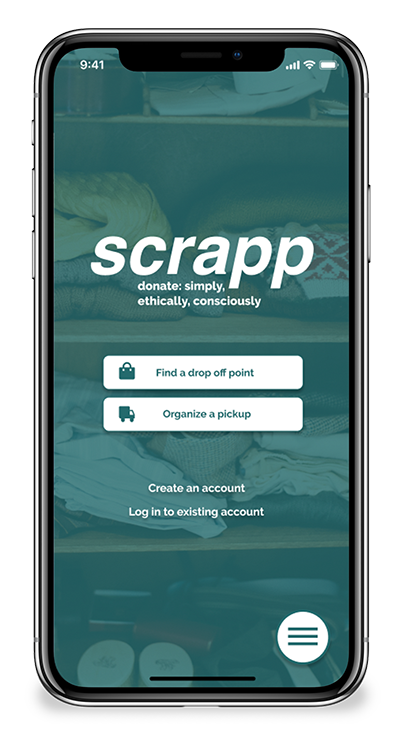 9:41
scrapp
donate: simply,
ethically, consciously
Find a drop off point
Organize a pickup
Create an account
Log in to existing account